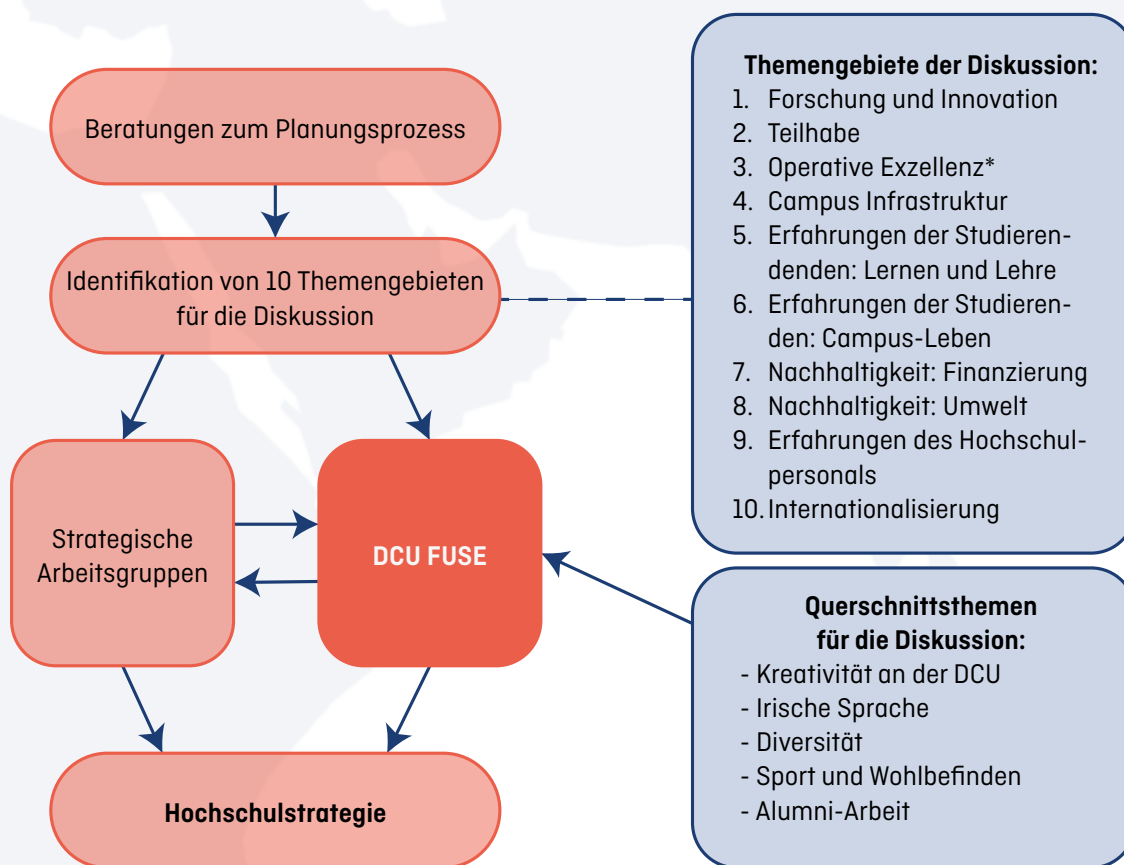 Beratungen zum Planungsprozess
Identifikation von 10 Themengebieten
für die Diskussion
Strategische
Arbeitsgruppen
DCU FUSE
Hochschulstrategie
Themengebiete der Diskussion:
1. Forschung und Innovation
2. Teilhabe
3. Operative Exzellenz*
4. Campus Infrastruktur
5. Erfahrungen der Studieren-
dendenden: Lernen und Lehre
6. Erfahrungen der Studieren-
den: Campus-Leben
7. Nachhaltigkeit: Finanzierung
8. Nachhaltigkeit: Umwelt
9. Erfahrungen des Hochschul-
personals
10. Internationalisierung
Querschnittsthemen
für die Diskussion:
- Kreativität an der DCU
- Irische Sprache
- Diversität
- Sport und Wohlbefinden
- Alumni-Arbeit